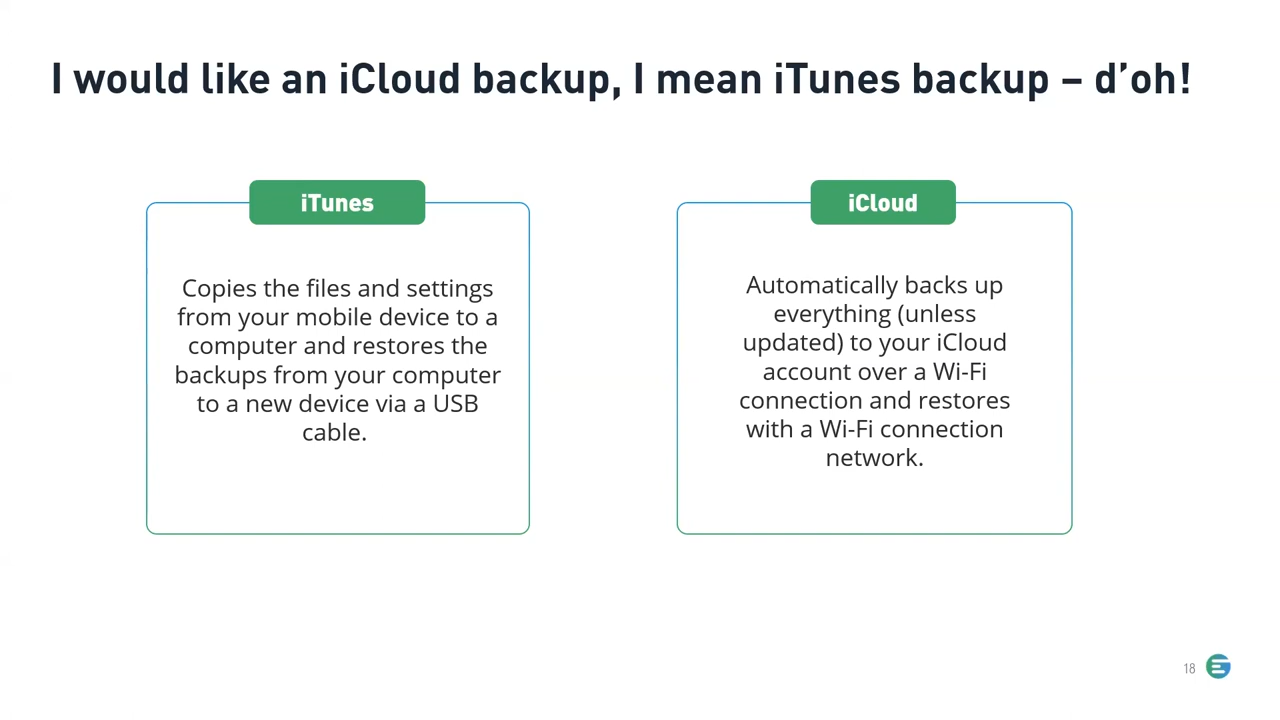 I would like an iCloud backup, I mean iTunes backup – d’oh!
iTunes
Copies the files and settings
from your mobile device to a
computer and restores the
backups from your computer
to a new device via a USB
cable.
iCloud
Automatically backs up
everything (unless
updated) to your iCloud
account over a Wi-Fi
connection and restores
with a Wi-Fi connection
network.
18